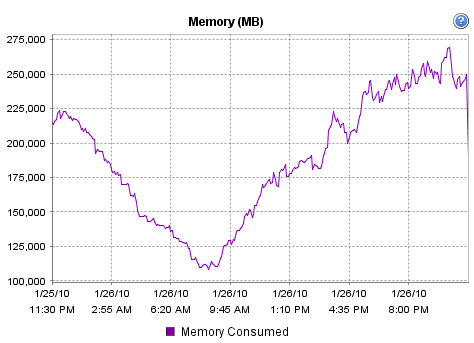 Memory (MB)
?
275,000
250,000
225,000
200,000
175,000
150,000
125,000
100,000
1/25/10 1/26/10 1/26/10 1/26/10 1/26/10 1/26/10 1/26/10
11:30 PM 2:55 AM 6:20 AM 9:45 AM 1:10 PM 4:35 PM 8:00 PM
Memory Consumed